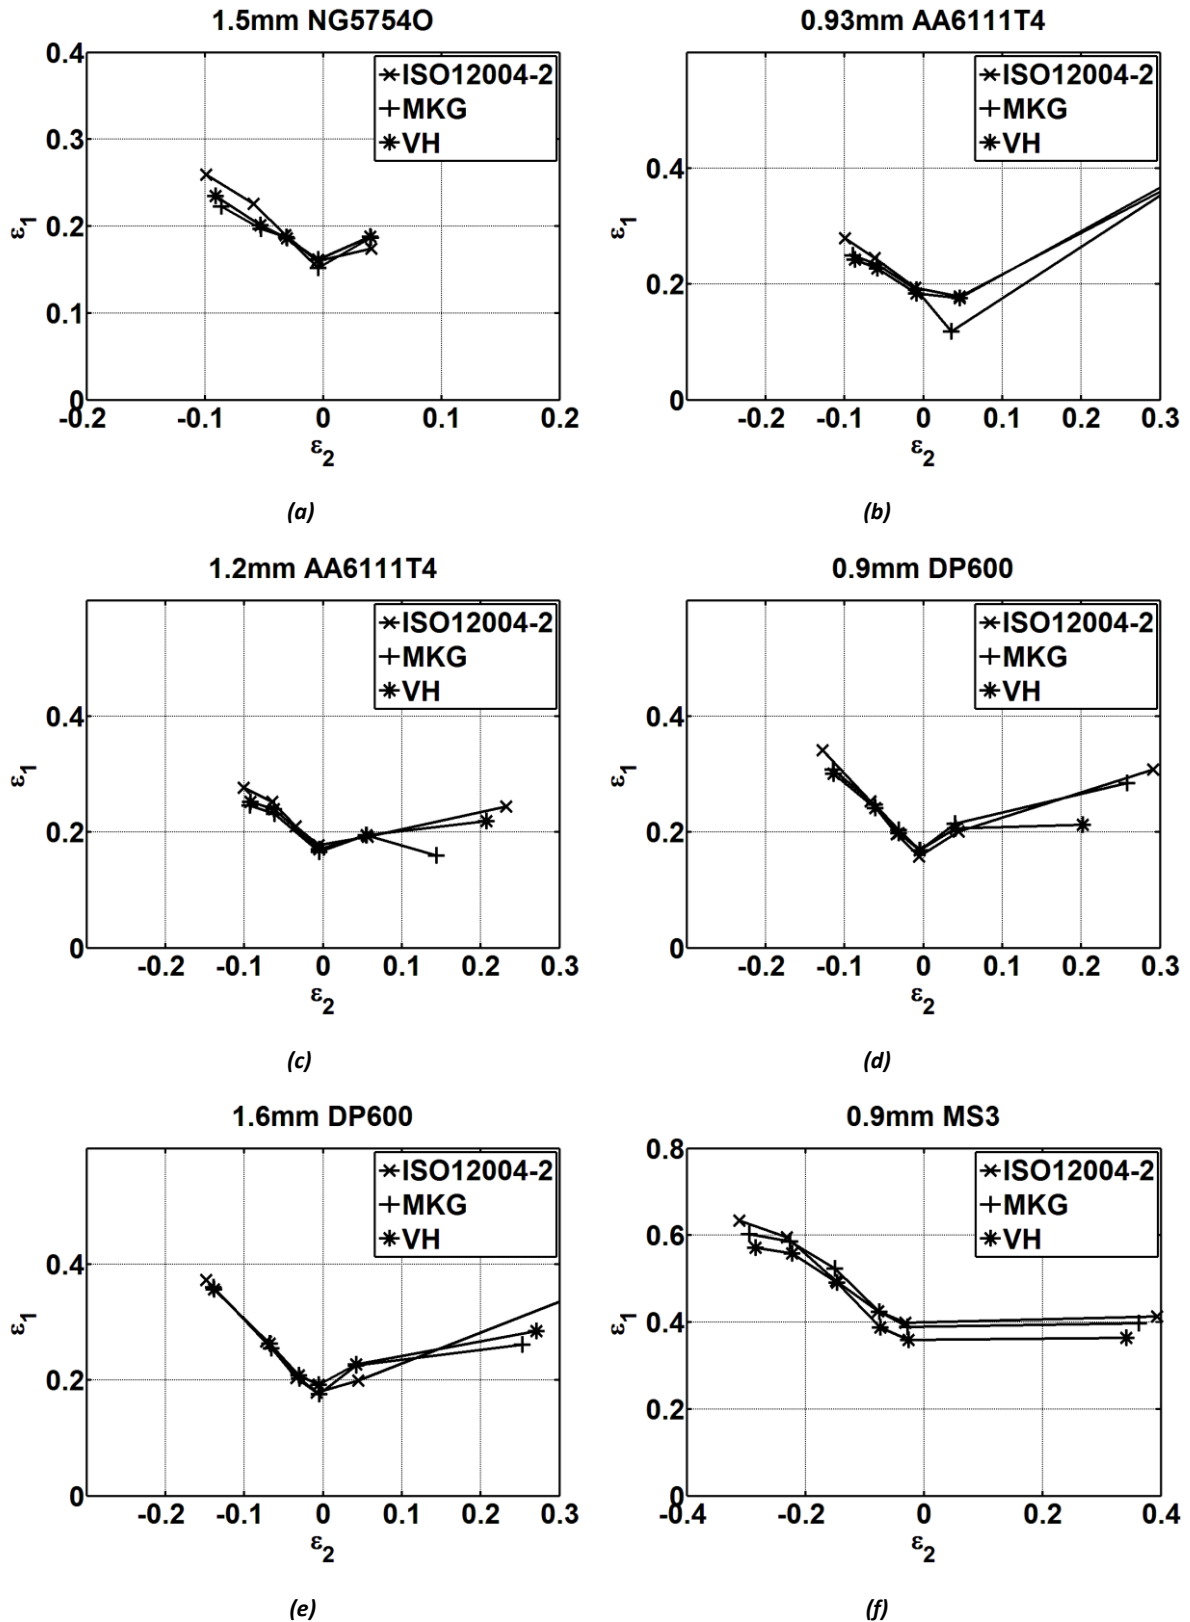 1.5mm NG5754O
0.4
0.3
0.2
0.1
0
ε1
ISO12004-2
MKG
VH
-0.2
-0.1
0
0.1
0.2
ε2
(a)
0.93mm AA6111T4
0.4
0.2
0
ε1
ISO12004-2
MKG
VH
-0.2
-0.1
0
0.1
0.2
0.3
ε2
(b)
1.2mm AA6111T4
0.4
0.2
0
ε1
ISO12004-2
MKG
VH
-0.2
-0.1
0
0.1
0.2
0.3
ε2
(c)
0.9mm DP600
0.4
0.2
0
ε1
ISO12004-2
MKG
VH
-0.2
-0.1
0
0.1
0.2
0.3
ε2
(d)
1.6mm DP600
0.4
0.2
0
ε1
ISO12004-2
MKG
VH
-0.2
-0.1
0
0.1
0.2
0.3
ε2
(e)
0.9mm MS3
0.8
0.6
0.4
0.2
0
ε1
ISO12004-2
MKG
VH
-0.4
-0.2
0
0.2
0.4
ε2
(f)